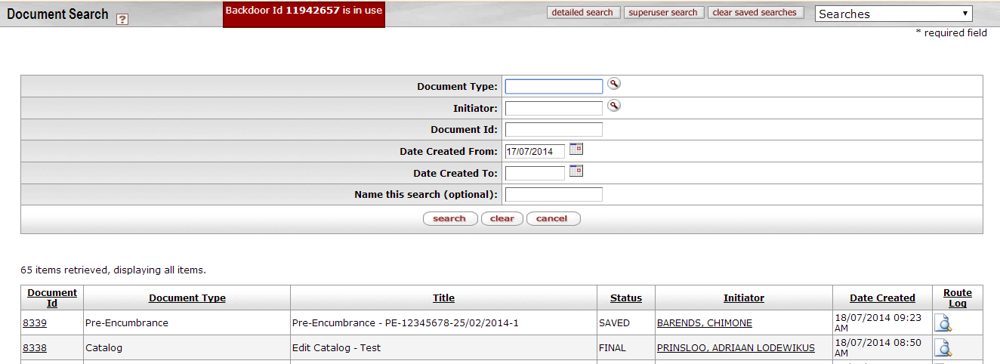 Document Search ?
Backdoor Id 11942657 is in use
detailed search superuser search clear saved searches Searches
* required field
Document Type:
Initiator:
Document Id:
Date Created From: 17/07/2014
Date Created To:
Name this search (optional):
search clear cancel
65 items retrieved, displaying all items.
Document Id Document Type Title Status Initiator Date Created Route Log
8339 Pre-Encumbrance Pre-Encumbrance - PE-12345678-25/02/2014-1 SAVED BARENDS, CHIMONE 18/07/2014 09:23 AM
8338 Catalog Edit Catalog - Test FINAL PRINSLOO, ADRIAAN LODEWIKUS 18/07/2014 08:50 AM